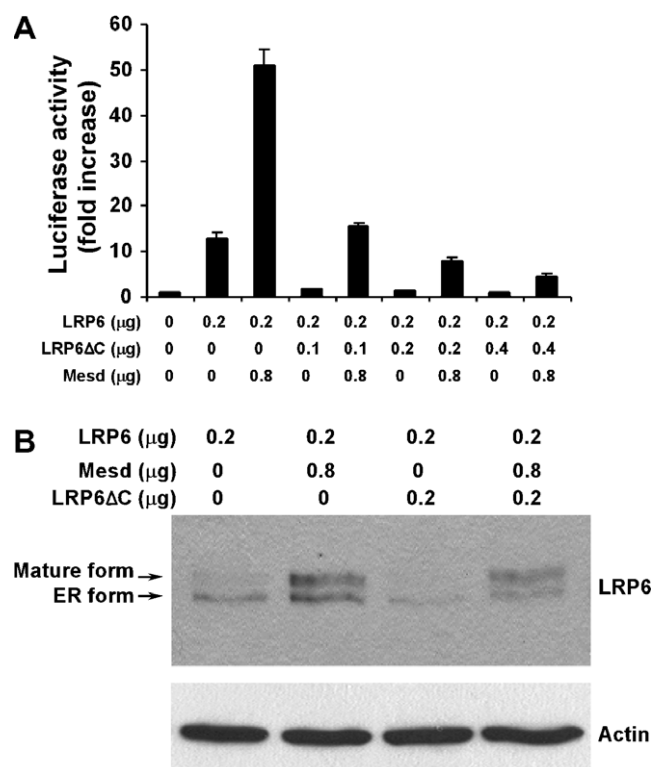 A
Luciferase activity
(fold increase)
60
50
40
30
20
10
0
LRP6 (μg) 0 0.2 0.2 0.2 0.2 0.2 0.2 0.2 0.2
LRP6ΔC (μg) 0 0 0 0.1 0.1 0.2 0.2 0.4 0.4
Mesd (μg) 0 0 0.8 0 0.8 0 0.8 0 0.8
B
LRP6 (μg) 0.2 0.2 0.2 0.2
Mesd (μg) 0 0.8 0 0.8
LRP6ΔC (μg) 0 0 0.2 0.2
Mature form
ER form
LRP6
Actin